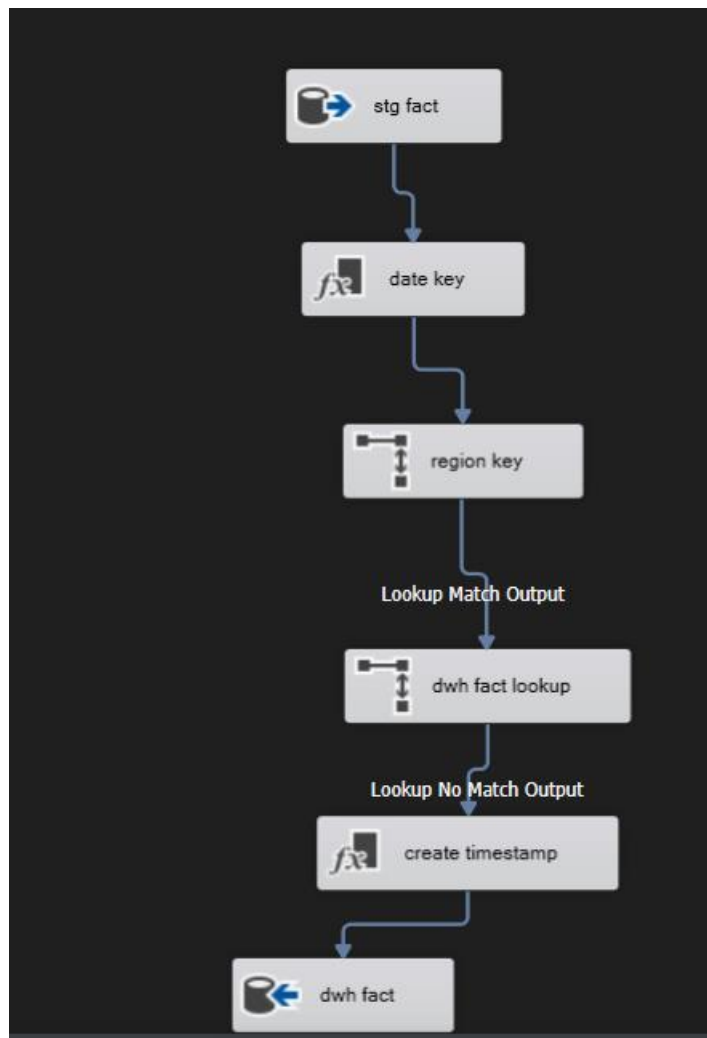 stg fact
date key
region key
Lookup Match Output
dwh fact lookup
Lookup No Match Output
create timestamp
dwh fact